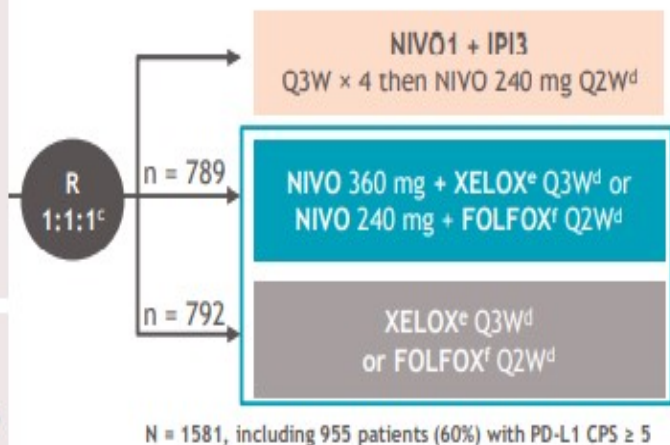 NIVO1 + IPI3
Q3W × 4 then NIVO 240 mg Q2Wᵈ
R
1:1:1ᶜ
n = 789
NIVO 360 mg + XELOXᵉ Q3Wᵈ or
NIVO 240 mg + FOLFOXᶠ Q2Wᵈ
n = 792
XELOXᵉ Q3Wᵈ
or FOLFOXᶠ Q2Wᵈ
N = 1581, including 955 patients (60%) with PD-L1 CPS ≥ 5